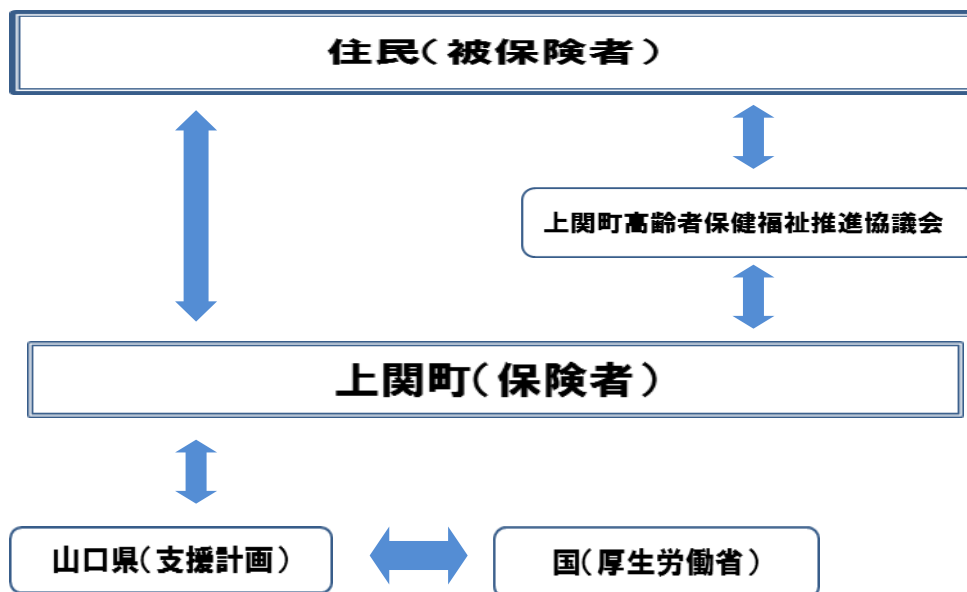 住民(被保険者)
上関町高齢者保健福祉推進協議会
上関町(保険者)
山口県(支援計画)
国(厚生労働省)